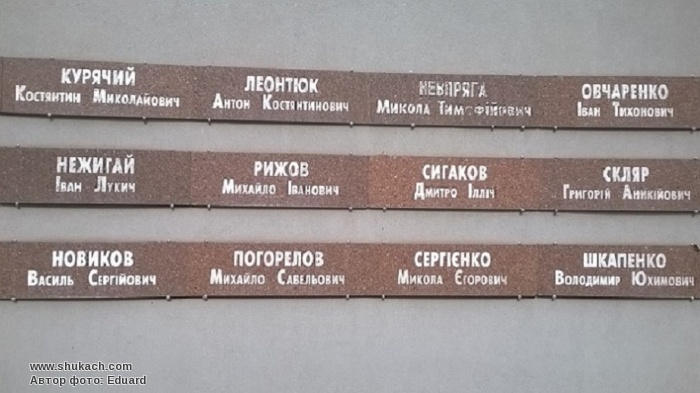 КУРЯЧИЙ
Костянтин Миколайович
ЛЕОНТЮК
Антон Костянтинович
НЕВПРЯГА
Микола Тимофійович
ОВЧАРЕНКО
Іван Тихонович
НЕЖИГАЙ
Іван Лукич
РИЖОВ
Михайло Іванович
СИГАКОВ
Дмитро Ілліч
СКЛЯР
Григорій Аникійович
НОВИКОВ
Василь Сергійович
ПОГОРЕЛОВ
Михайло Савельович
СЕРГІЄНКО
Микола Єгорович
ШКАПЕНКО
Володимир Юхимович
www.shukach.com
Автор фото: Eduard